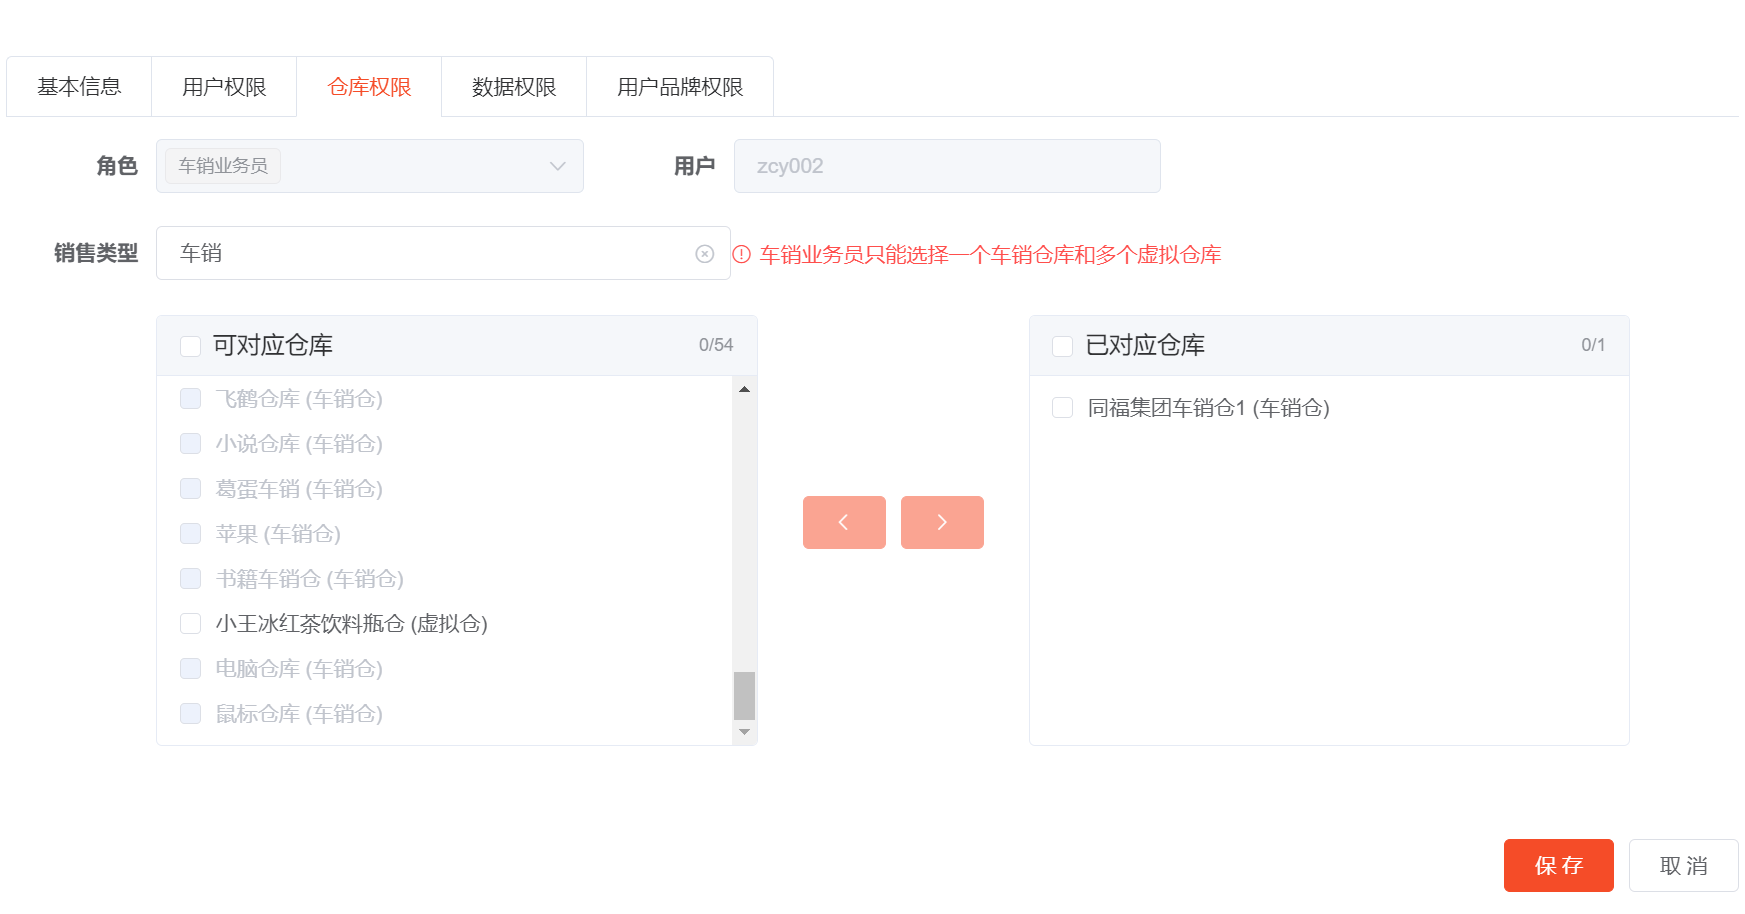 基本信息 用户权限 仓库权限 数据权限 用户品牌权限
角色 车销业务员 用户 zcy002
销售类型 车销 车销业务员只能选择一个车销仓库和多个虚拟仓库
可对应仓库 0/54
飞鹤仓库 (车销仓)
小说仓库 (车销仓)
葛蛋车销 (车销仓)
苹果 (车销仓)
书籍车销仓 (车销仓)
小王冰红茶饮料瓶仓 (虚拟仓)
电脑仓库 (车销仓)
鼠标仓库 (车销仓)
已对应仓库 0/1
同福集团车销仓1 (车销仓)
保存 取消